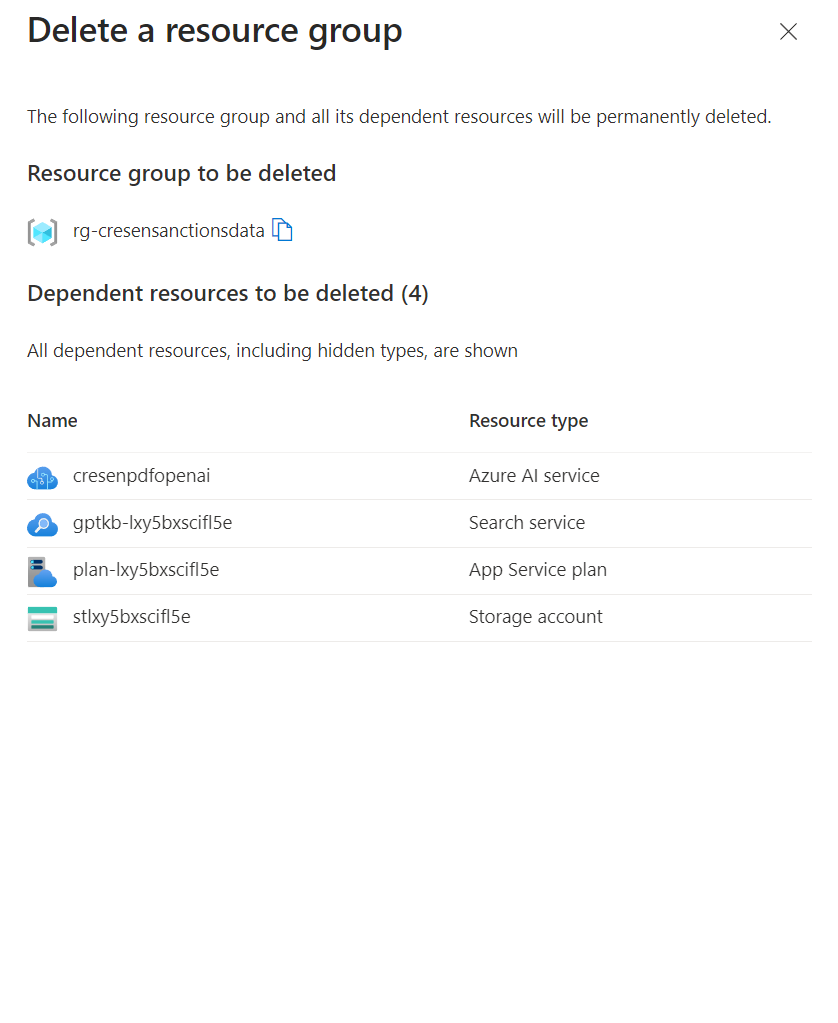 Delete a resource group
The following resource group and all its dependent resources will be permanently deleted.
Resource group to be deleted
rg-cresensanctionsdata
Dependent resources to be deleted (4)
All dependent resources, including hidden types, are shown
Name Resource type
cresenpdfopenai Azure AI service
gptkb-lxy5bxscifl5e Search service
plan-lxy5bxscifl5e App Service plan
stlxy5bxscifl5e Storage account